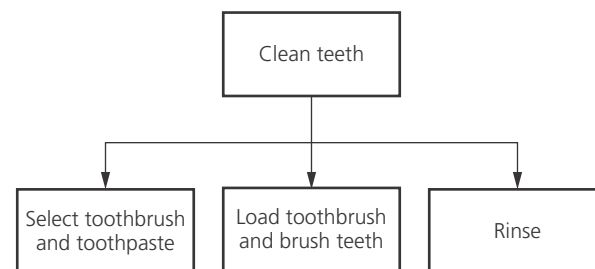 Clean teeth
Select toothbrush
and toothpaste
Load toothbrush
and brush teeth
Rinse